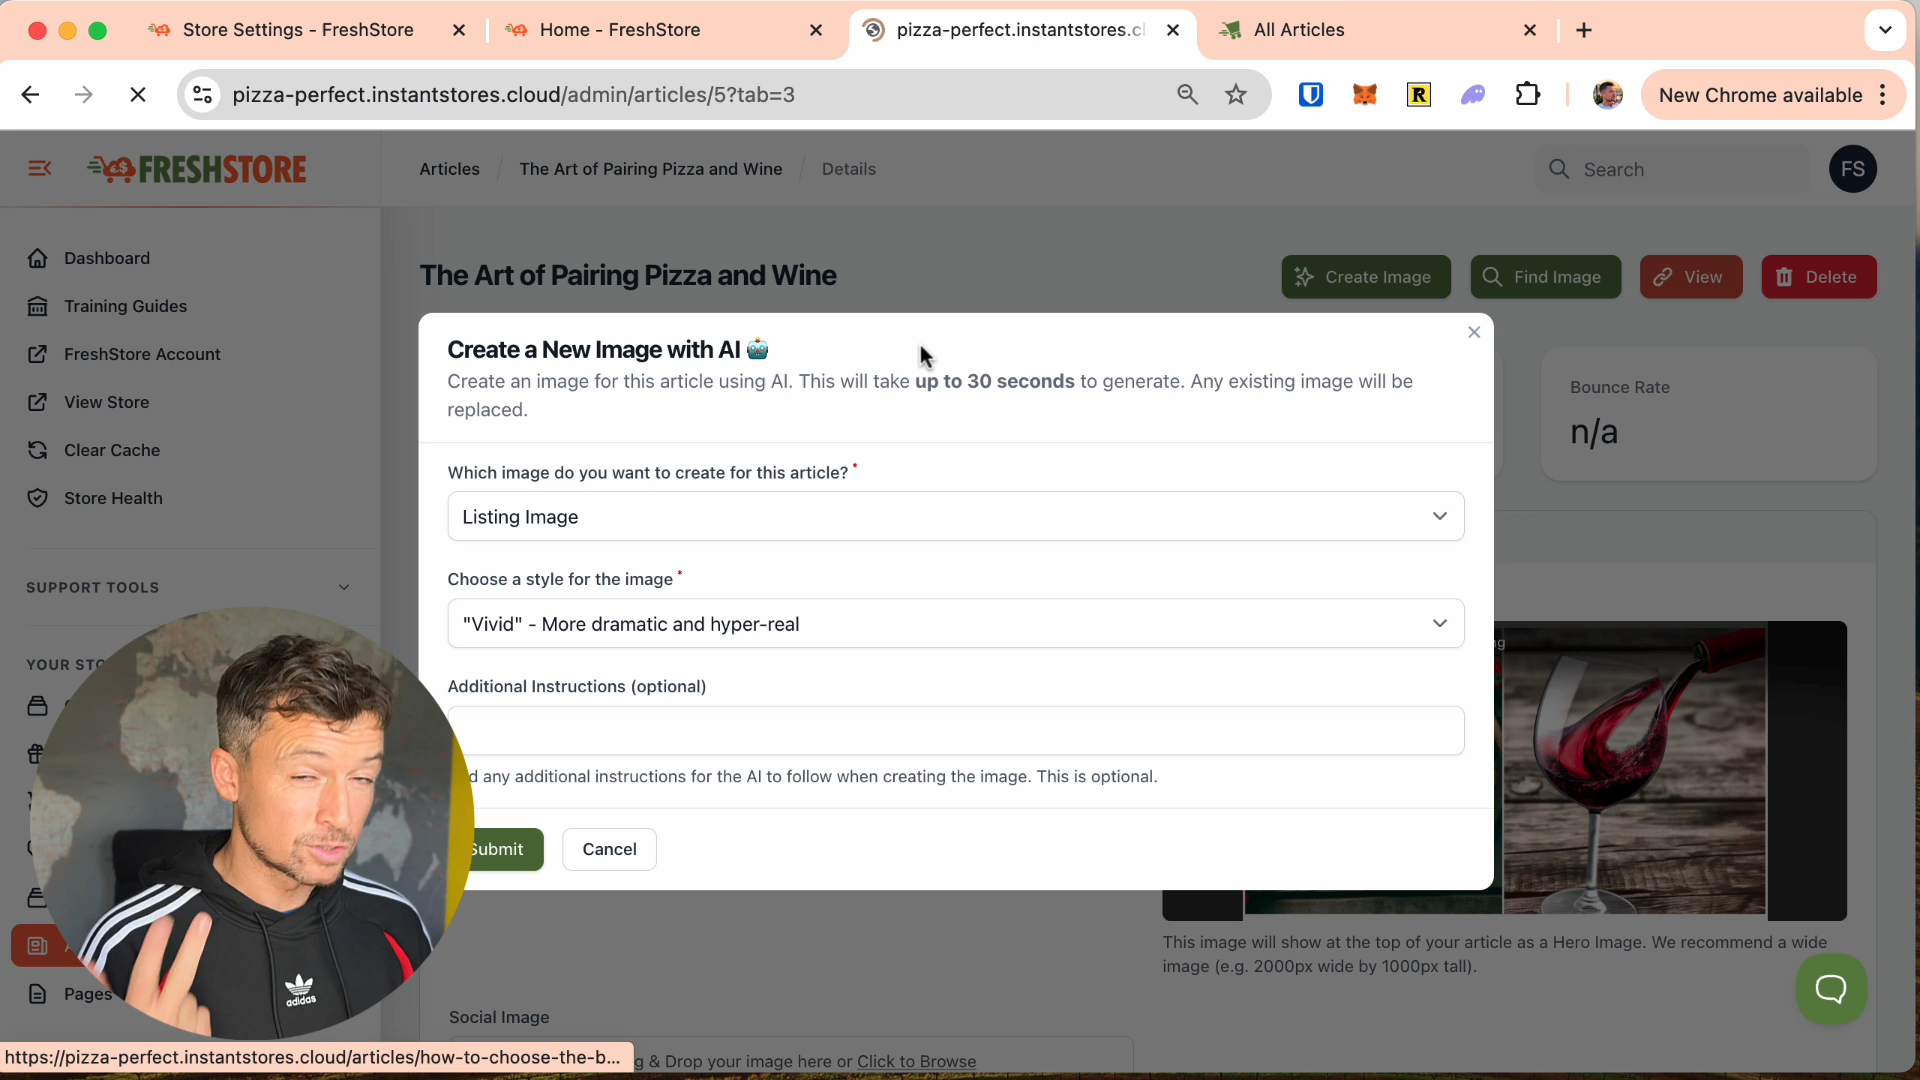 Store Settings - FreshStore
Home - FreshStore
pizza-perfect.instantstores.c
All Articles
pizza-perfect.instantstores.cloud/admin/articles/5?tab=3
R
New Chrome available
FRESHSTORE
Articles
The Art of Pairing Pizza and Wine
Details
Search
FS
Dashboard
Training Guides
FreshStore Account
View Store
Clear Cache
Store Health
SUPPORT TOOLS
YOUR STO
Pages
The Art of Pairing Pizza and Wine
Create Image
Find Image
View
Delete
Create a New Image with AI
Create an image for this article using AI. This will take up to 30 seconds to generate. Any existing image will be
replaced.
Which image do you want to create for this article?*
Listing Image
Choose a style for the image*
"Vivid" - More dramatic and hyper-real
Additional Instructions (optional)
d any additional instructions for the AI to follow when creating the image. This is optional.
Submit
Cancel
Bounce Rate
n/a
ng
This image will show at the top of your article as a Hero Image. We recommend a wide
image (e.g. 2000px wide by 1000px tall).
Social Image
g & Drop your image here or Click to Browse
adidas
https://pizza-perfect.instantstores.cloud/articles/how-to-choose-the-b...